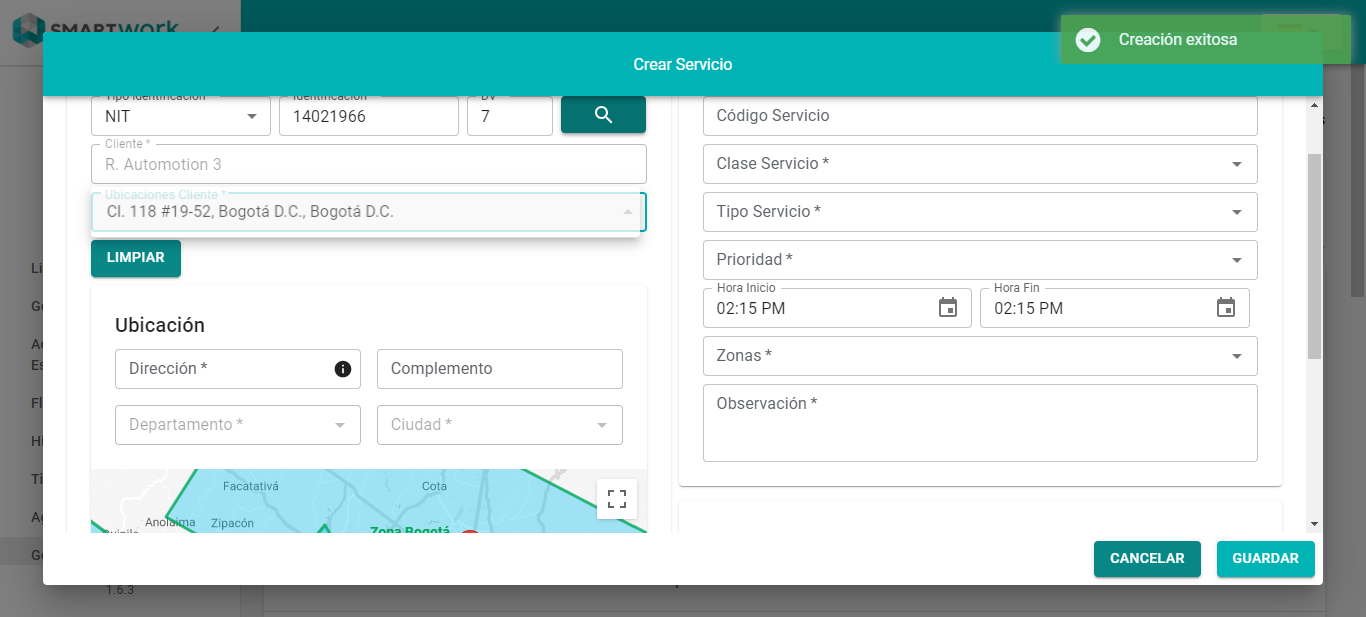 SMARTWORK
Creación exitosa
Crear Servicio
Tipo Identificación
NIT
Identificación
14021966
DV
7
Cliente *
R. Automotion 3
Ubicaciones Cliente *
Cl. 118 #19-52, Bogotá D.C., Bogotá D.C.
LIMPIAR
Ubicación
Dirección *
Complemento
Departamento *
Ciudad *
Facatativá
Cota
Anolaima
Zipacón
Zona Bogotá
Código Servicio
Clase Servicio *
Tipo Servicio *
Prioridad *
Hora Inicio
02:15 PM
Hora Fin
02:15 PM
Zonas *
Observación *
CANCELAR
GUARDAR
Li
Ge
Ac
Es
Fl
Hi
Ti
Ag
Ge
1.6.3